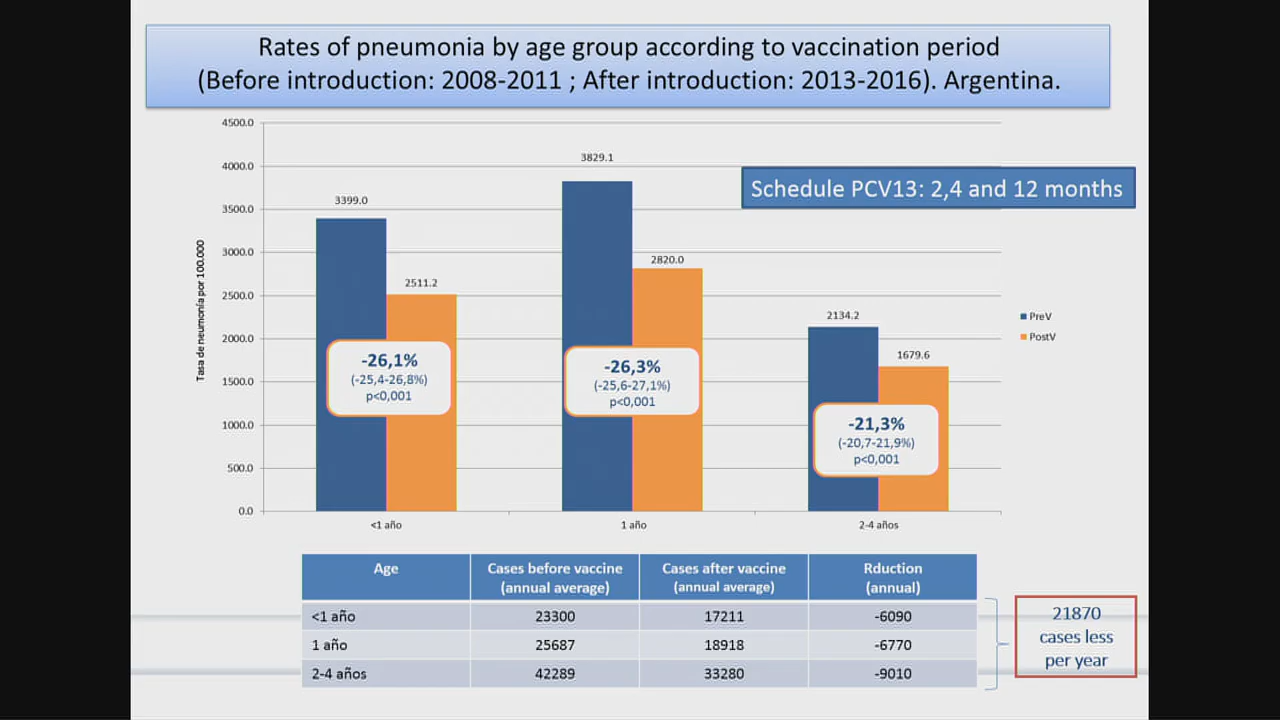 Rates of pneumonia by age group according to vaccination period
(Before introduction: 2008-2011 ; After introduction: 2013-2016). Argentina.
Schedule PCV13: 2,4 and 12 months
Tasa de neumonía por 100.000
4500.0
4000.0
3500.0
3000.0
2500.0
2000.0
1500.0
1000.0
500.0
0.0
3399.0
2511.2
3829.1
2820.0
2134.2
1679.6
-26,1%
(-25,4-26,8%)
p<0,001
-26,3%
(-25,6-27,1%)
p<0,001
-21,3%
(-20,7-21,9%)
p<0,001
PreV
PostV
<1 año 1 año 2-4 años
Age Cases before vaccine Cases after vaccine Rduction
(annual average) (annual average) (annual)
<1 año 23300 17211 -6090
1 año 25687 18918 -6770
2-4 años 42289 33280 -9010
21870
cases less
per year